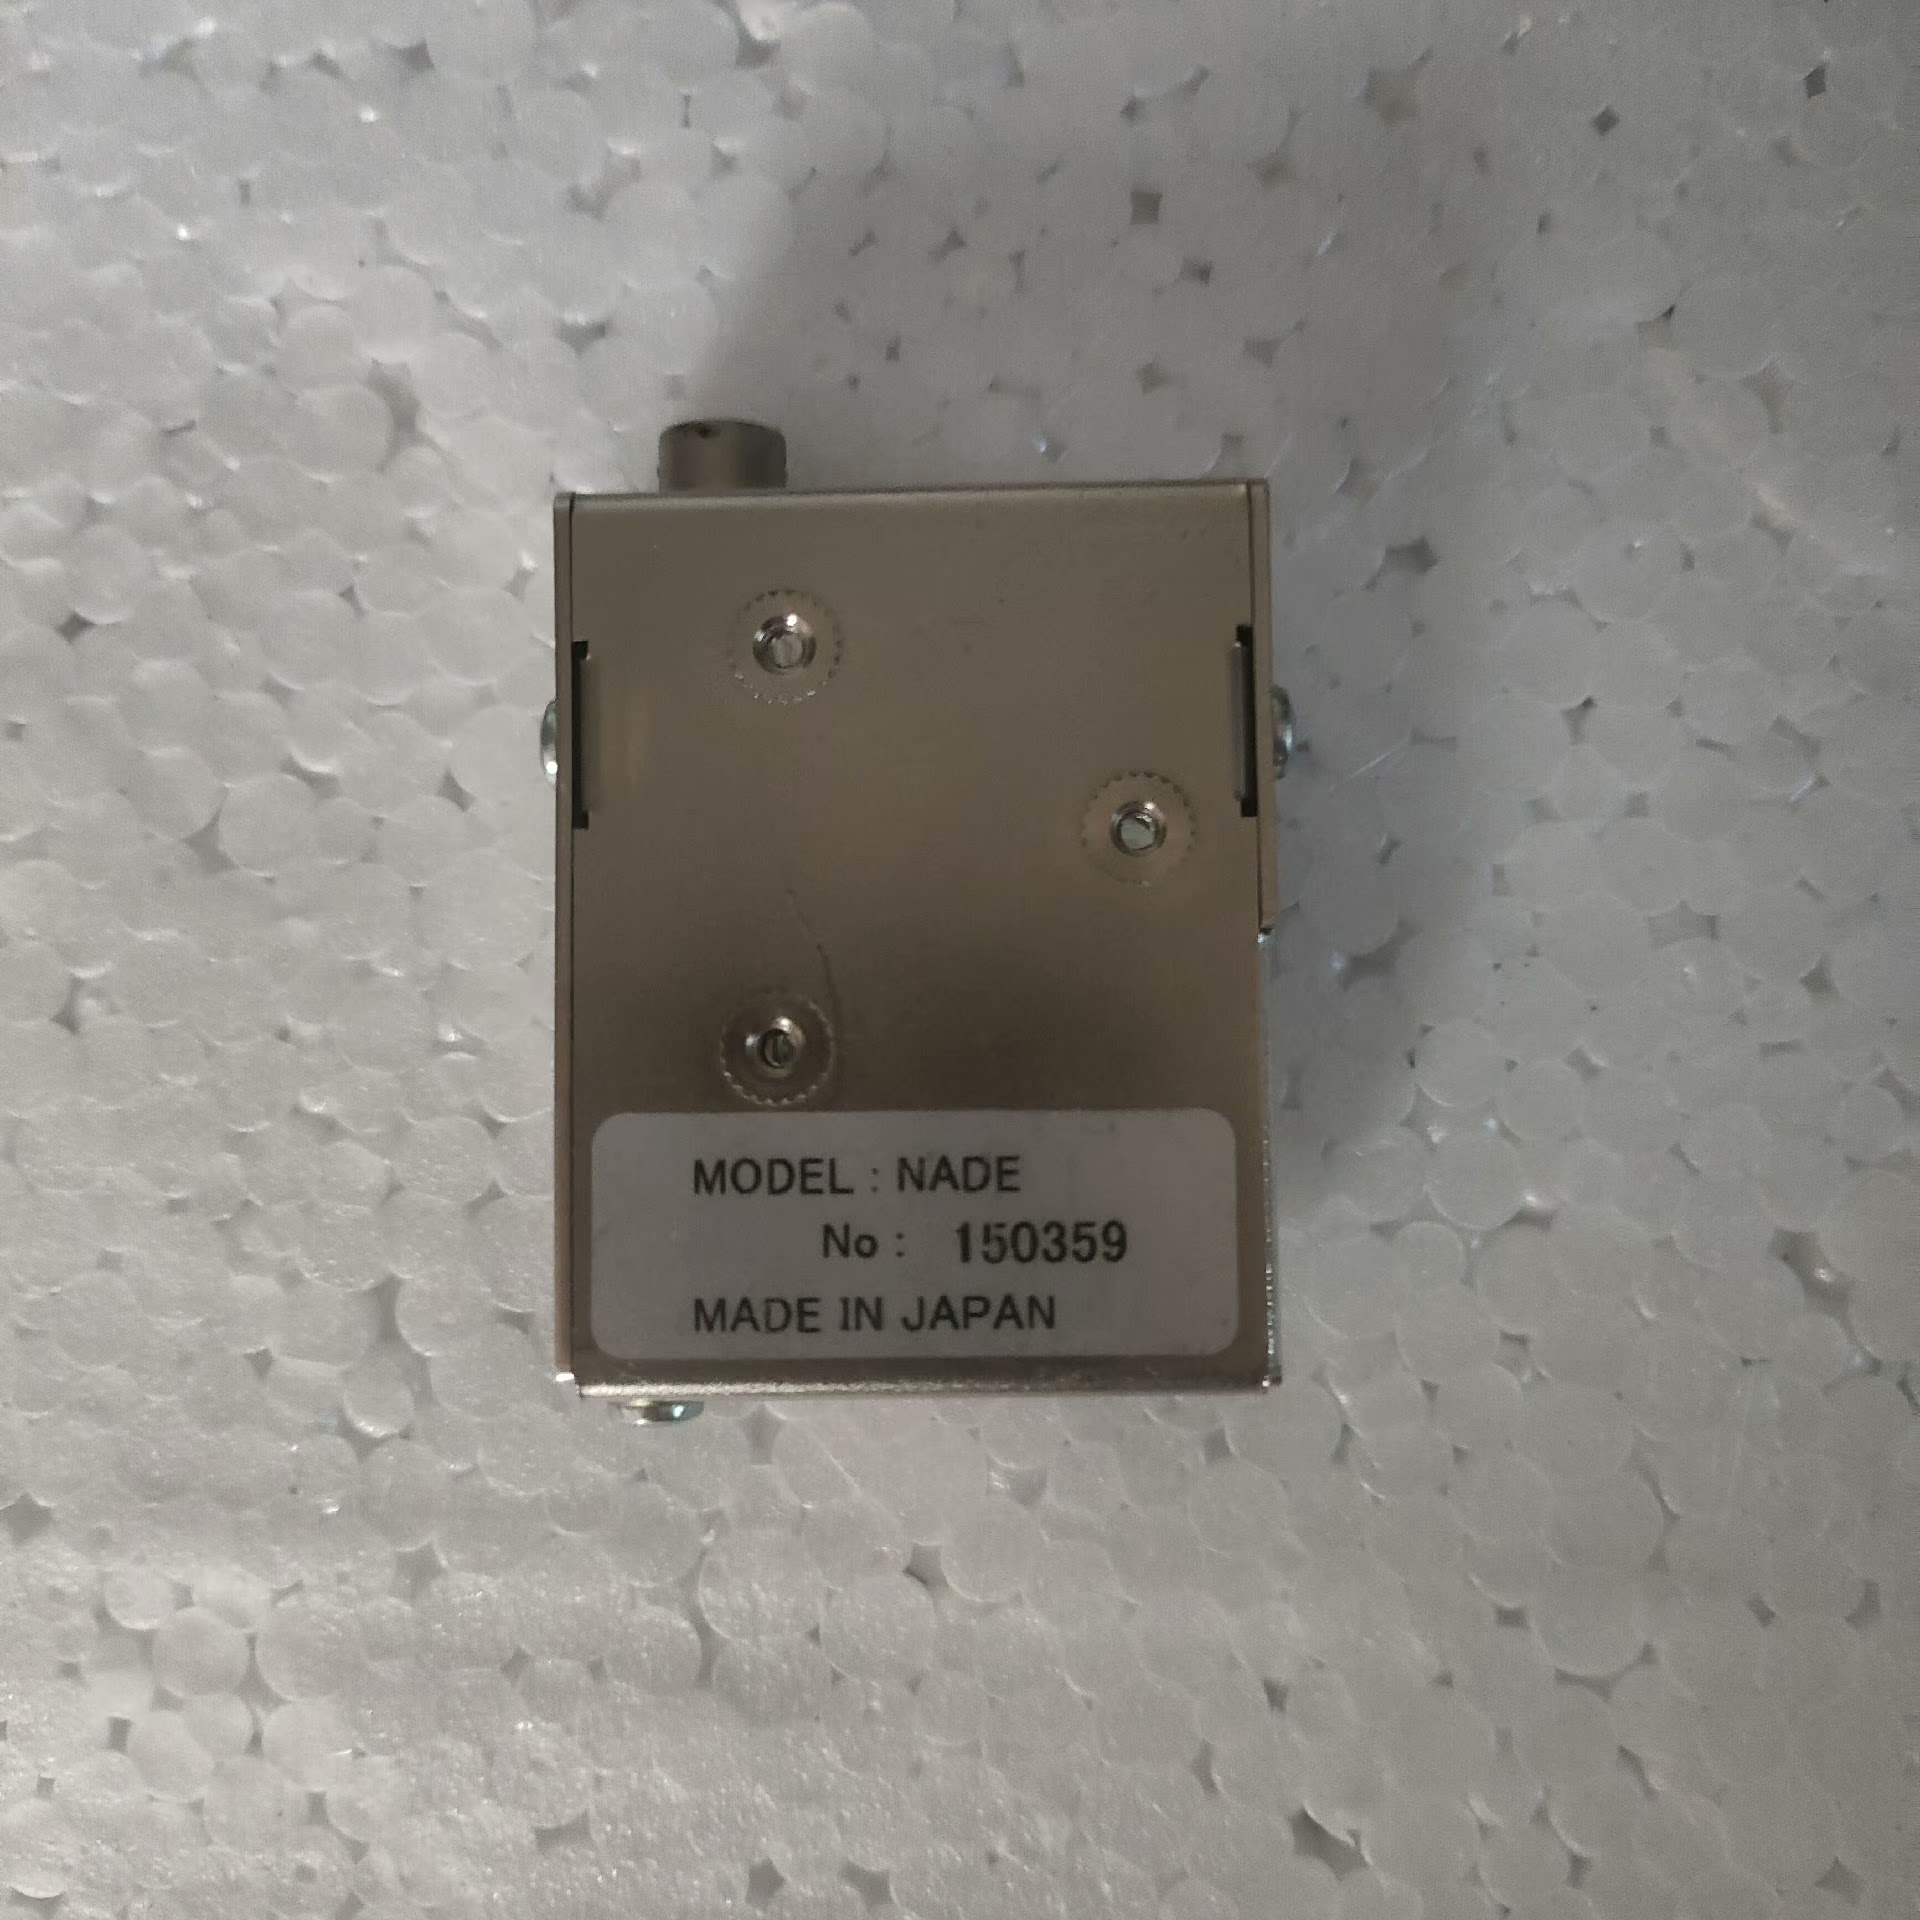 MODEL : NADE
No : 150359
MADE IN JAPAN